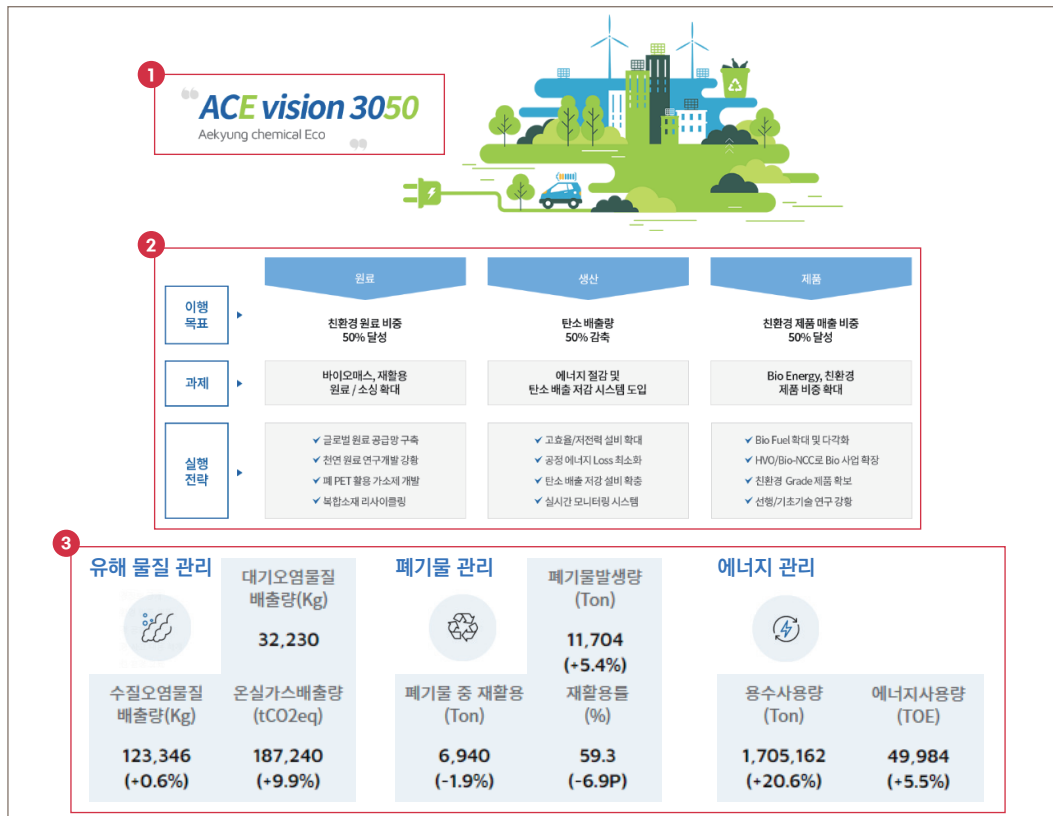 1
“ACE vision 3050
Aekyung chemical Eco”
2
원료
생산
제품
이행
목표
친환경 원료 비중
50% 달성
탄소 배출량
50% 감축
친환경 제품 매출 비중
50% 달성
과제
바이오매스, 재활용
원료 / 소싱 확대
에너지 절감 및
탄소 배출 저감 시스템 도입
Bio Energy, 친환경
제품 비중 확대
실행
전략
✓ 글로벌 원료 공급망 구축
✓ 천연 원료 연구개발 강황
✓ 폐 PET 활용 가소제 개발
✓ 복합소재 리사이클링
✓ 고효율/저전력 설비 확대
✓ 공정 에너지 Loss 최소화
✓ 탄소 배출 저감 설비 확충
✓ 실시간 모니터링 시스템
✓ Bio Fuel 확대 및 다각화
✓ HVO/Bio-NCC로 Bio 사업 확장
✓ 친환경 Grade 제품 확보
✓ 선행/기초기술 연구 강황
3
유해 물질 관리
대기오염물질
배출량(Kg)
32,230
수질오염물질
배출량(Kg)
123,346
(+0.6%)
온실가스배출량
(tCO2eq)
187,240
(+9.9%)
폐기물 관리
폐기물발생량
(Ton)
11,704
(+5.4%)
폐기물 중 재활용
(Ton)
6,940
(-1.9%)
재활용틀
(%)
59.3
(-6.9P)
에너지 관리
용수사용량
(Ton)
1,705,162
(+20.6%)
에너지사용량
(TOE)
49,984
(+5.5%)